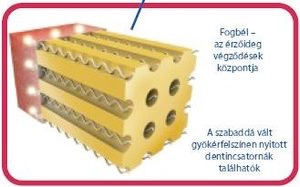 Fogbél –
az érzőideg
végződések
központja
A szabaddá vált
gyökérfelszínen nyitott
dentincsatornák
találhatók